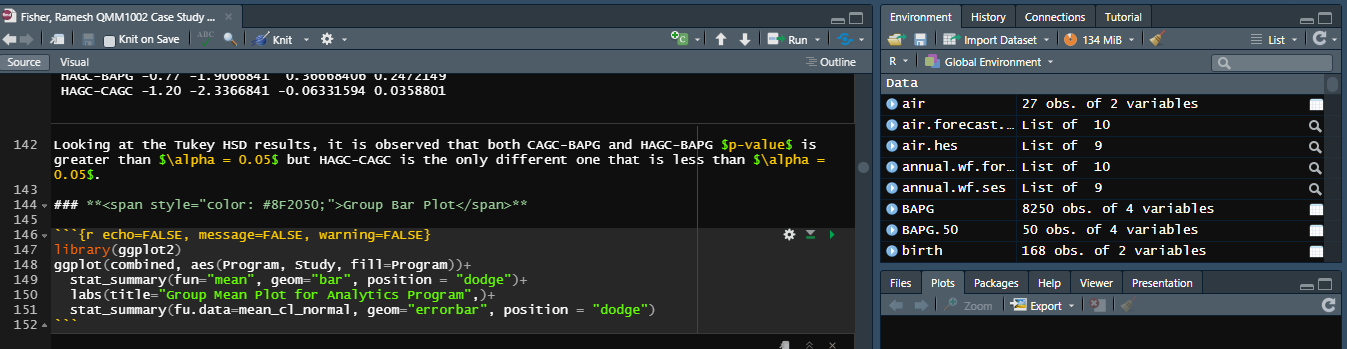 Fisher, Ramesh QMM1002 Case Study ...
Knit on Save
ABC
Knit
Run
Source
Visual
Outline
HAGC-BAPG -0.77 -1.9066841 0.36668406 0.2472149
HAGC-CAGC -1.20 -2.3366841 -0.06331594 0.0358801
142 Looking at the Tukey HSD results, it is observed that both CAGC-BAPG and HAGC-BAPG $p-value$ is
greater than $\alpha = 0.05$ but HAGC-CAGC is the only different one that is less than $\alpha =
0.05$.
143
144 ### **<span style="color: #8F2050;">Group Bar Plot</span>**
145
146 ```{r echo=FALSE, message=FALSE, warning=FALSE}
147 library(ggplot2)
148 ggplot(combined, aes(Program, Study, fill=Program))+
149 stat_summary(fun="mean", geom="bar", position = "dodge")+
150 labs(title="Group Mean Plot for Analytics Program",)+
151 stat_summary(fu.data=mean_cl_normal, geom="errorbar", position = "dodge")
152 ```
Environment
History
Connections
Tutorial
Import Dataset
134 MiB
List
R
Global Environment
Data
air 27 obs. of 2 variables
air.forecast.… List of 10
air.hes List of 9
annual.wf.for… List of 10
annual.wf.ses List of 9
BAPG 8250 obs. of 4 variables
BAPG.50 50 obs. of 4 variables
birth 168 obs. of 2 variables
Files
Plots
Packages
Help
Viewer
Presentation
Zoom
Export